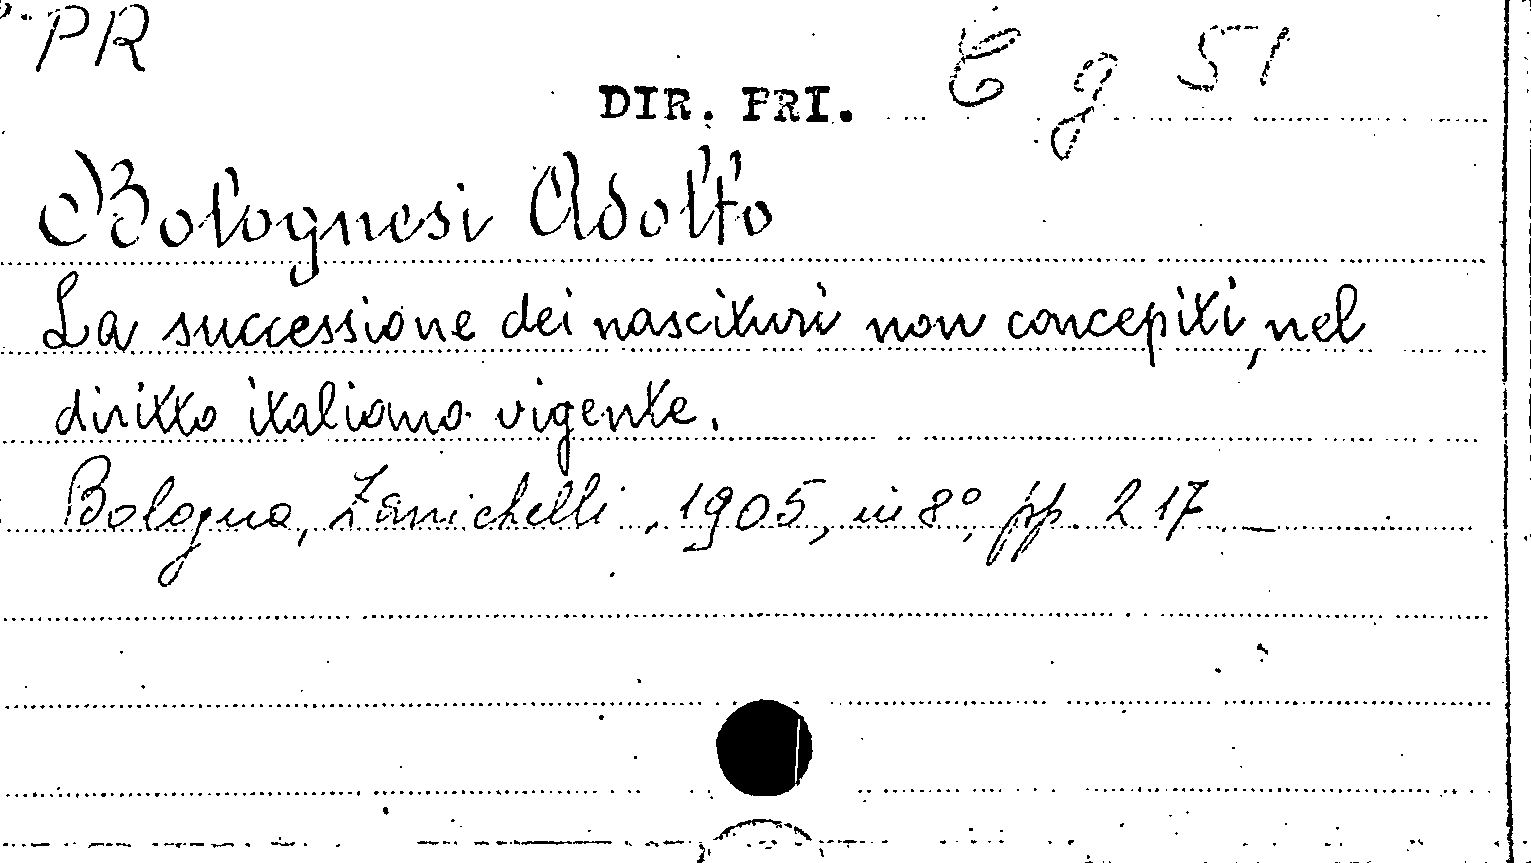 PR
DIR. PRI. C g 51
Bolognesi Adolfo
La successione dei nascituri non concepiti, nel
diritto italiano vigente.
Bologna, Zanichelli, 1905, in 8°, pp. 217 _